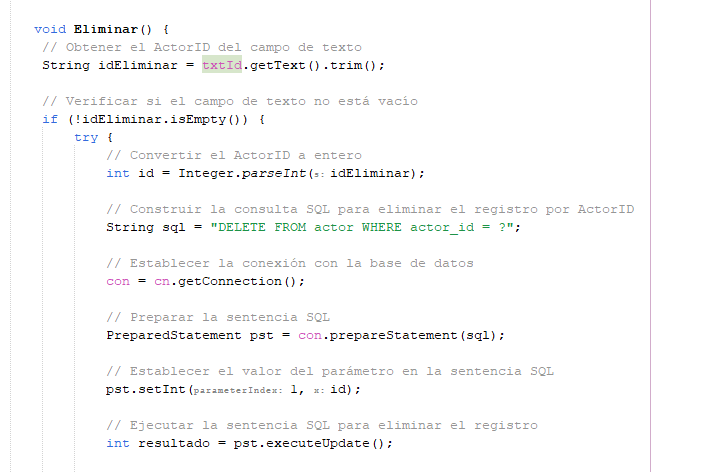 void Eliminar() {
// Obtener el ActorID del campo de texto
String idEliminar = txtId.getText().trim();
// Verificar si el campo de texto no está vacío
if (!idEliminar.isEmpty()) {
try {
// Convertir el ActorID a entero
int id = Integer.parseInt(s: idEliminar);
// Construir la consulta SQL para eliminar el registro por ActorID
String sql = "DELETE FROM actor WHERE actor_id = ?";
// Establecer la conexión con la base de datos
con = cn.getConnection();
// Preparar la sentencia SQL
PreparedStatement pst = con.prepareStatement(sql);
// Establecer el valor del parámetro en la sentencia SQL
pst.setInt(parameterIndex: 1, x: id);
// Ejecutar la sentencia SQL para eliminar el registro
int resultado = pst.executeUpdate();